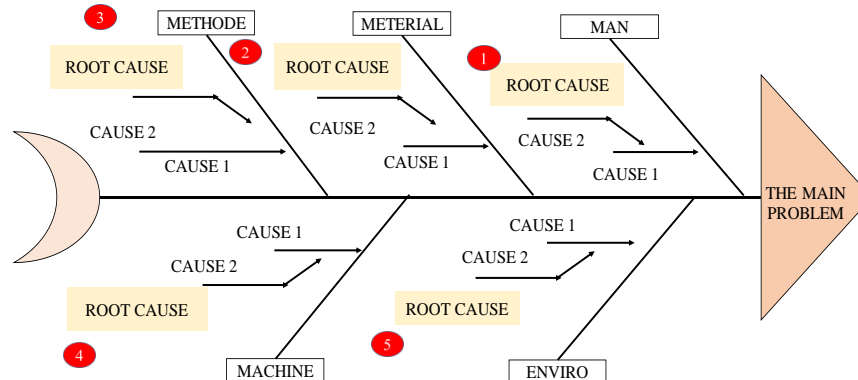 3
METHODE
METERIAL
MAN
2
1
ROOT CAUSE
ROOT CAUSE
ROOT CAUSE
CAUSE 2
CAUSE 1
CAUSE 2
CAUSE 1
CAUSE 2
CAUSE 1
THE MAIN
PROBLEM
CAUSE 1
CAUSE 2
ROOT CAUSE
4
MACHINE
CAUSE 1
CAUSE 2
ROOT CAUSE
5
ENVIRO